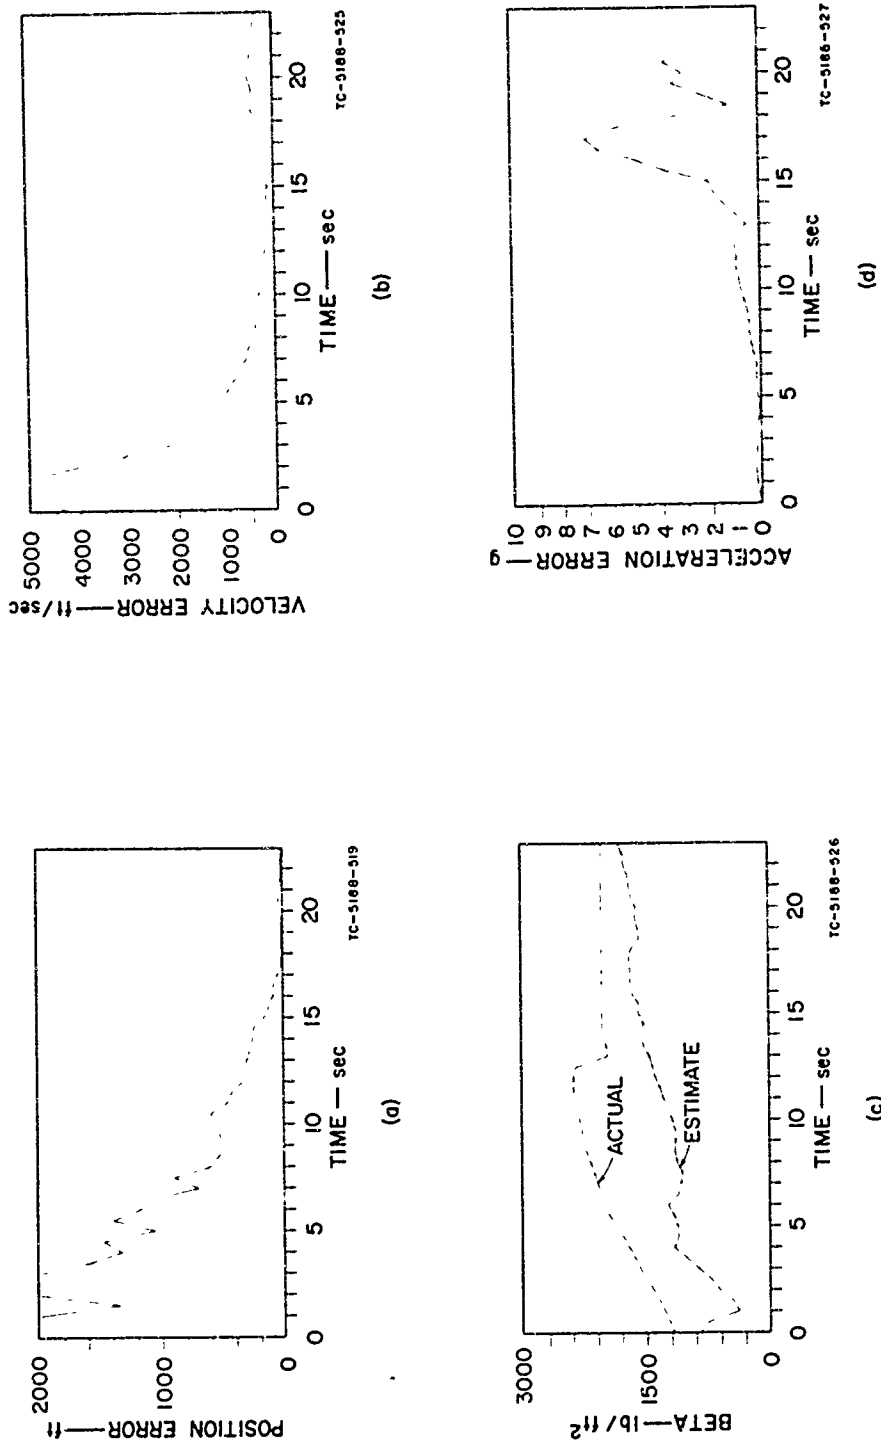 POSITION ERROR—ft
2000
1000
0
0 5 10 15 20
TIME — sec
TC-5188-519
(a)
VELOCITY ERROR—ft/sec
5000
4000
3000
2000
1000
0
0 5 10 15 20
TIME — sec
TC-5188-525
(b)
BETA—lb/ft²
3000
1500
0
ACTUAL
ESTIMATE
0 5 10 15 20
TIME — sec
TC-5188-526
(c)
ACCELERATION ERROR—g
10
9
8
7
6
5
4
3
2
1
0
0 5 10 15 20
TIME — sec
TC-5188-527
(d)